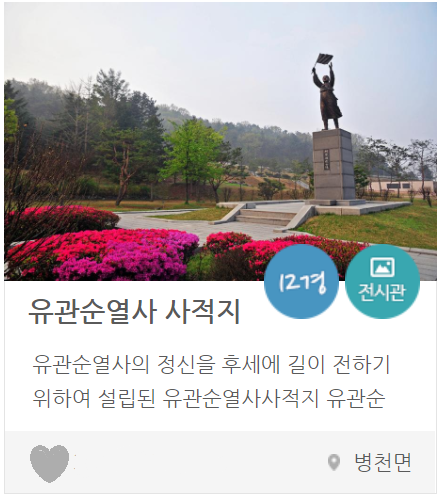 12경
전시관
유관순열사 사적지
유관순열사의 정신을 후세에 길이 전하기
위하여 설립된 유관순열사사적지 유관순
병천면